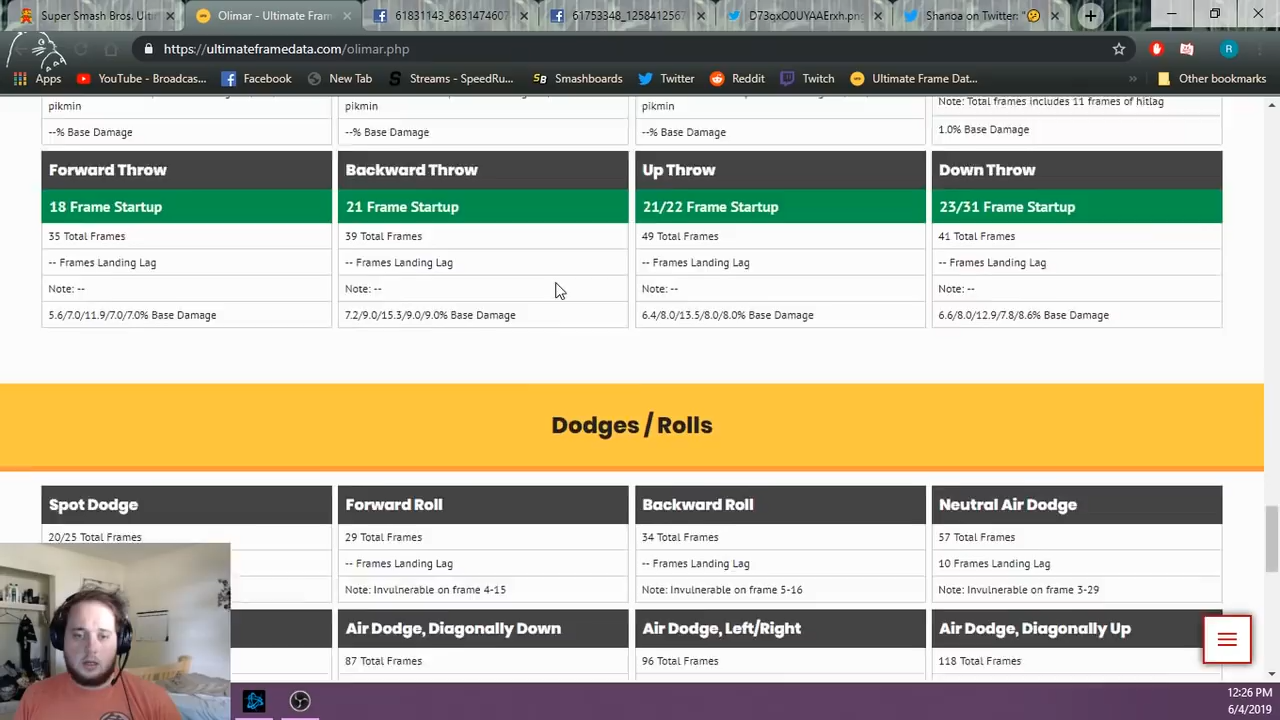 Super Smash Bros. Ulti
Olimar - Ultimate Fram
61831143_8631474607
61753348_1258412567
D73qxO0UYAAErxh.png
Shanoa on Twitter: "
https://ultimateframedata.com/olimar.php
R
Apps
YouTube - Broadcas...
Facebook
New Tab
Streams - SpeedRu...
Smashboards
Twitter
Reddit
Twitch
Ultimate Frame Dat...
Other bookmarks
pikmin
pikmin
pikmin
Note: Total frames includes 11 frames of hitlag
--% Base Damage
--% Base Damage
--% Base Damage
1.0% Base Damage
Forward Throw
Backward Throw
Up Throw
Down Throw
18 Frame Startup
21 Frame Startup
21/22 Frame Startup
23/31 Frame Startup
35 Total Frames
39 Total Frames
49 Total Frames
41 Total Frames
-- Frames Landing Lag
-- Frames Landing Lag
-- Frames Landing Lag
-- Frames Landing Lag
Note: --
Note: --
Note: --
Note: --
5.6/7.0/11.9/7.0/7.0% Base Damage
7.2/9.0/15.3/9.0/9.0% Base Damage
6.4/8.0/13.5/8.0/8.0% Base Damage
6.6/8.0/12.9/7.8/8.6% Base Damage
Dodges / Rolls
Spot Dodge
Forward Roll
Backward Roll
Neutral Air Dodge
20/25 Total Frames
29 Total Frames
34 Total Frames
57 Total Frames
-- Frames Landing Lag
-- Frames Landing Lag
10 Frames Landing Lag
Note: Invulnerable on frame 4-15
Note: Invulnerable on frame 5-16
Note: Invulnerable on frame 3-29
Air Dodge, Diagonally Down
Air Dodge, Left/Right
Air Dodge, Diagonally Up
87 Total Frames
96 Total Frames
118 Total Frames
12:26 PM
6/4/2019